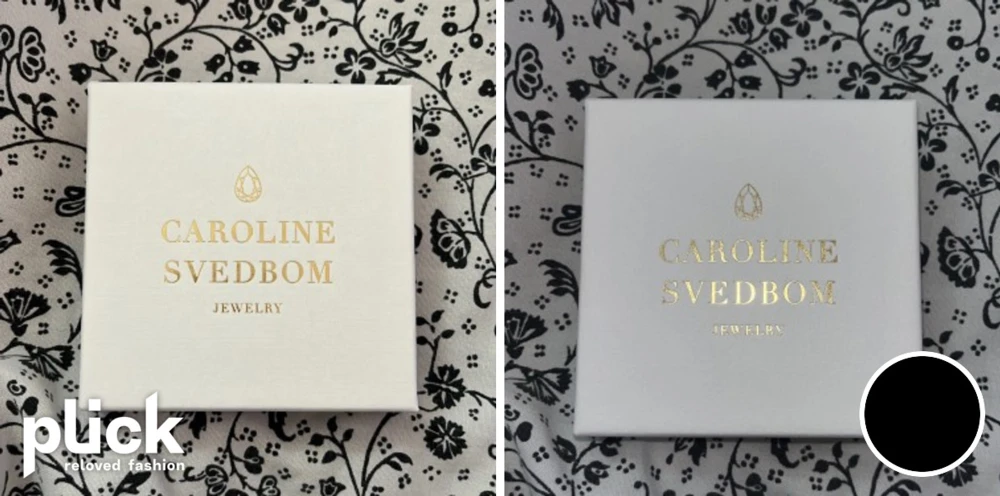 CAROLINE
SVEDBOM
JEWELRY
plick
reloved fashion
CAROLINE
SVEDBOM
JEWELRY